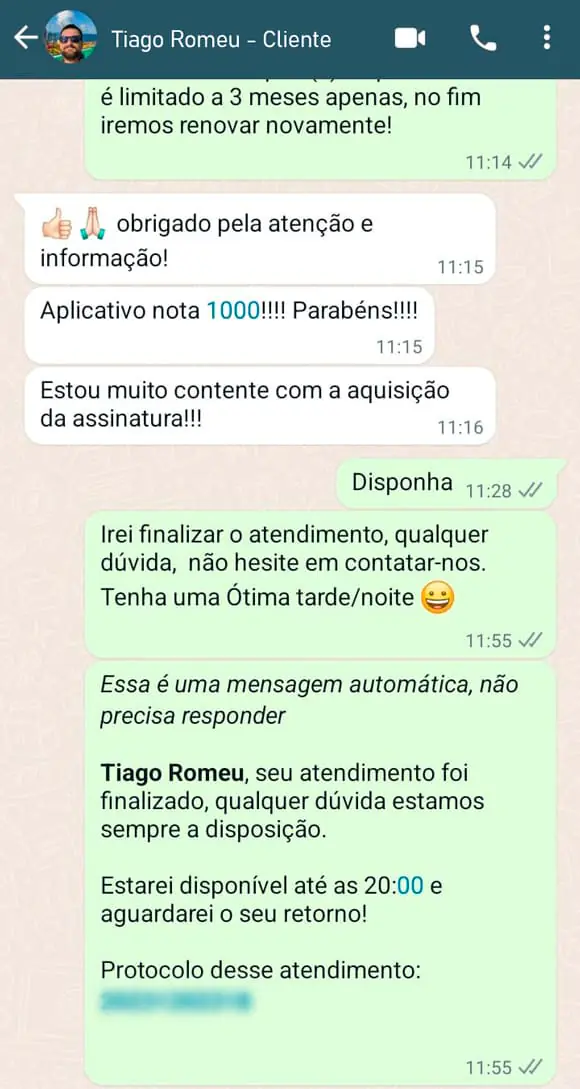 Tiago Romeu - Cliente
é limitado a 3 meses apenas, no fim
iremos renovar novamente!
11:14
obrigado pela atenção e
informação!
11:15
Aplicativo nota 1000!!!! Parabéns!!!!
11:15
Estou muito contente com a aquisição
da assinatura!!!
11:16
Disponha
11:28
Irei finalizar o atendimento, qualquer
dúvida,  não hesite em contatar-nos.
Tenha uma Ótima tarde/noite
11:55
Essa é uma mensagem automática, não
precisa responder
Tiago Romeu, seu atendimento foi
finalizado, qualquer dúvida estamos
sempre a disposição.
Estarei disponível até as 20:00 e
aguardarei o seu retorno!
Protocolo desse atendimento:
11:55